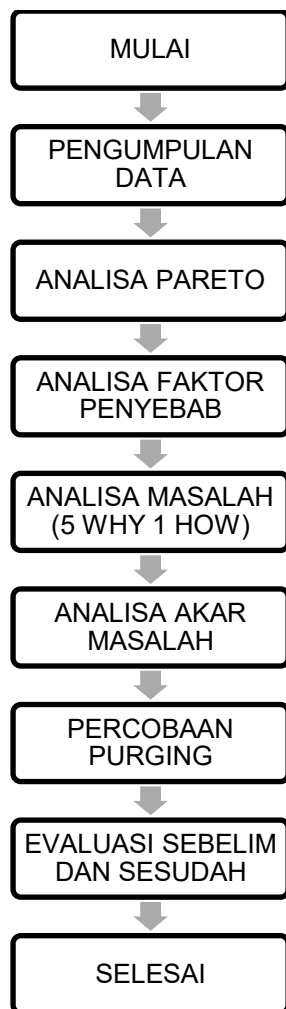 MULAI
PENGUMPULAN
DATA
ANALISA PARETO
ANALISA FAKTOR
PENYEBAB
ANALISA MASALAH
(5 WHY 1 HOW)
ANALISA AKAR
MASALAH
PERCOBAAN
PURGING
EVALUASI SEBELIM
DAN SESUDAH
SELESAI